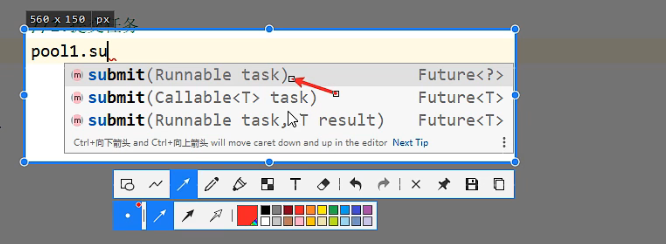 560 x 150 px
提交任务
pool1.su
submit(Runnable task) Future<?>
submit(Callable<T> task) Future<T>
submit(Runnable task, T result) Future<T>
Ctrl+向下箭头 and Ctrl+向上箭头 will move caret down and up in the editor Next Tip